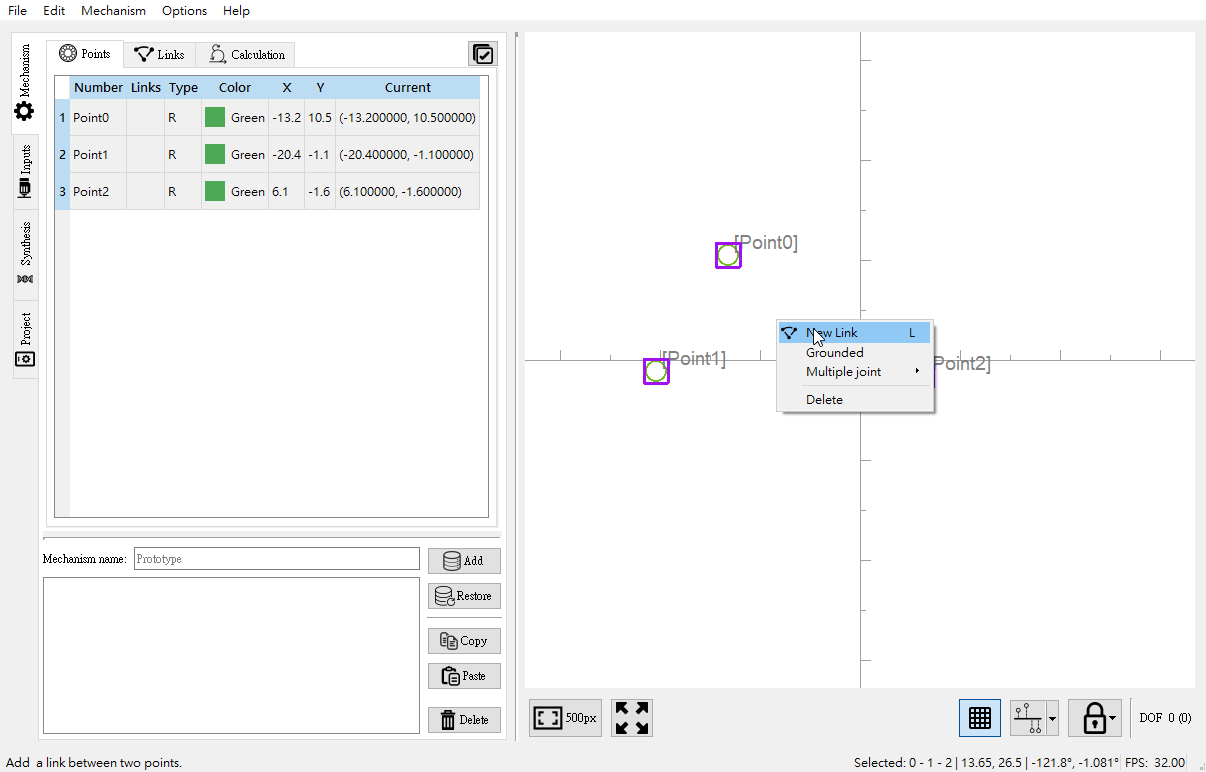 File Edit Mechanism Options Help
Mechanism
Inputs
Synthesis
Project
Points Links Calculation
Number Links Type Color X Y Current
1 Point0 R Green -13.2 10.5 (-13.200000, 10.500000)
2 Point1 R Green -20.4 -1.1 (-20.400000, -1.100000)
3 Point2 R Green 6.1 -1.6 (6.100000, -1.600000)
Mechanism name: Prototype
Add
Restore
Copy
Paste
Delete
[Point0]
[Point1]
Point2]
New Link L
Grounded
Multiple joint
Delete
500px
DOF 0 (0)
Add a link between two points.
Selected: 0 - 1 - 2 | 13.65, 26.5 | -121.8°, -1.081° FPS: 32.00